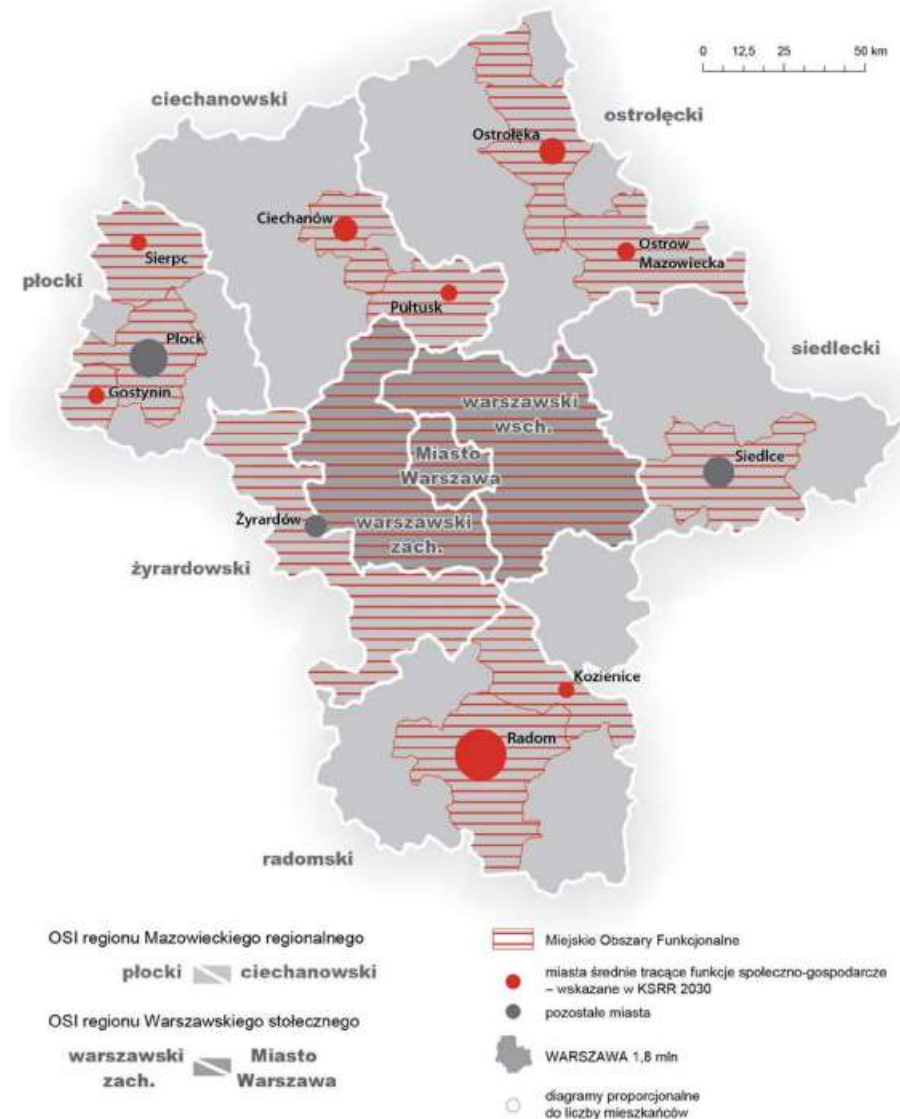 0 12,5 25 50 km
ciechanowski
ostrołęcki
Ostrołęka
Ciechanów
Ostrów
Mazowiecka
Sierpc
płocki
Pułtusk
Płock
siedlecki
Gostynin
warszawski
wsch.
Miasto
Warszawa
Siedlce
Żyrardów
warszawski
zach.
żyrardowski
Kozienice
Radom
radomski
OSI regionu Mazowieckiego regionalnego
płocki ciechanowski
OSI regionu Warszawskiego stołecznego
warszawski
zach.
Miasto
Warszawa
Miejskie Obszary Funkcjonalne
miasta średnie tracące funkcje społeczno-gospodarcze
– wskazane w KSRR 2030
pozostałe miasta
WARSZAWA 1,8 mln
diagramy proporcjonalne
do liczby mieszkańców